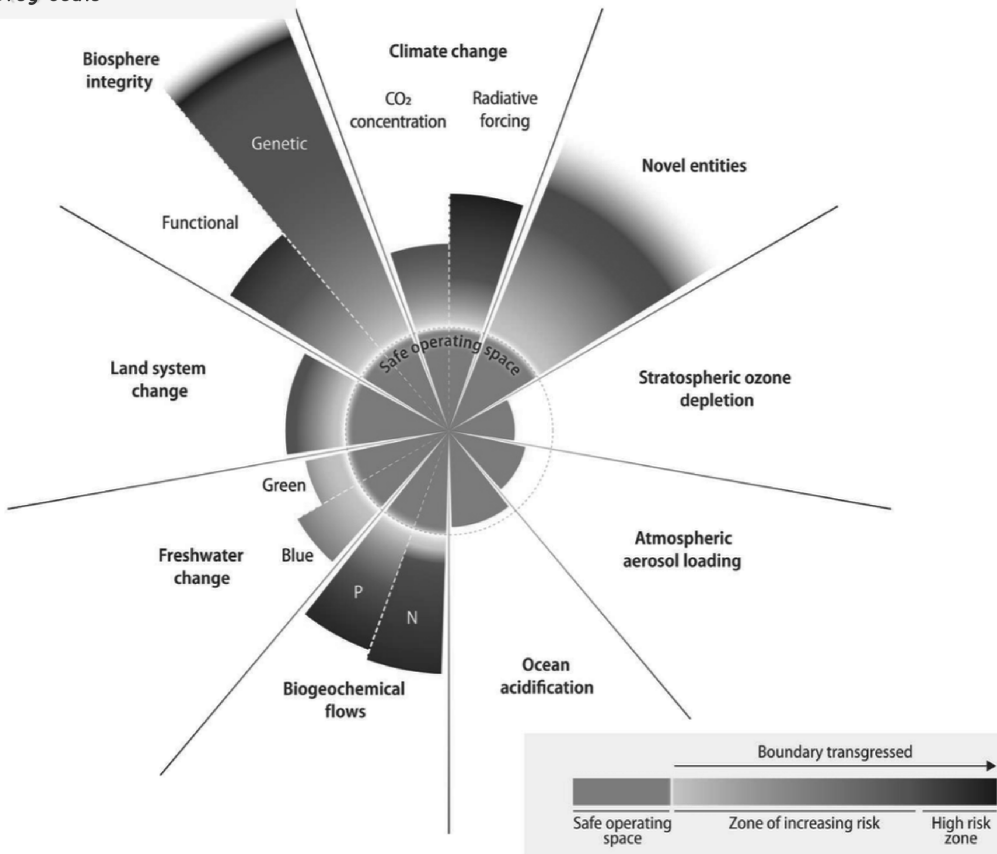 Biosphere
integrity
Climate change
CO₂
concentration
Radiative
forcing
Genetic
Novel entities
Functional
Safe operating space
Land system
change
Stratospheric ozone
depletion
Green
Freshwater
change
Blue
Atmospheric
aerosol loading
P
N
Biogeochemical
flows
Ocean
acidification
Boundary transgressed
Safe operating
space
Zone of increasing risk
High risk
zone